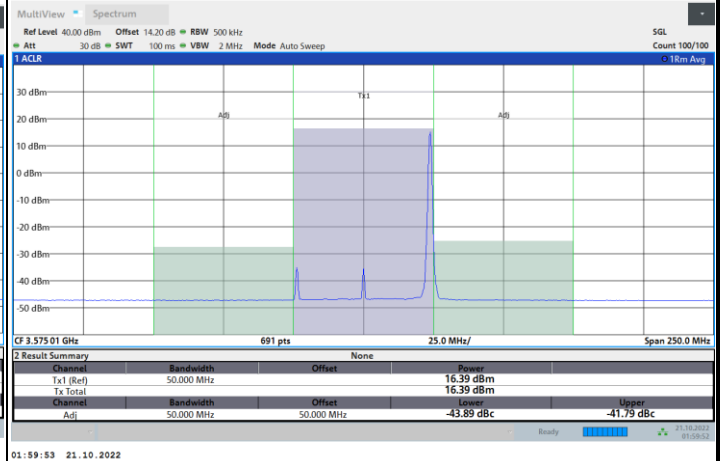 MultiView Spectrum
Ref Level 40.00 dBm Offset 14.20 dB RBW 500 kHz SGL
Att 30 dB SWT 100 ms VBW 2 MHz Mode Auto Sweep Count 100/100
1 ACLR 1Rm Avg
30 dBm
Tx1
20 dBm Adj Adj
10 dBm
0 dBm
-10 dBm
-20 dBm
-30 dBm
-40 dBm
-50 dBm
CF 3.575 01 GHz 691 pts 25.0 MHz/ Span 250.0 MHz
2 Result Summary None
Channel Bandwidth Offset Power
Tx1 (Ref) 50.000 MHz 16.39 dBm
Tx Total 16.39 dBm
Channel Bandwidth Offset Lower Upper
Adj 50.000 MHz 50.000 MHz -43.89 dBc -41.79 dBc
Ready 21.10.2022
01:59:52
01:59:53 21.10.2022